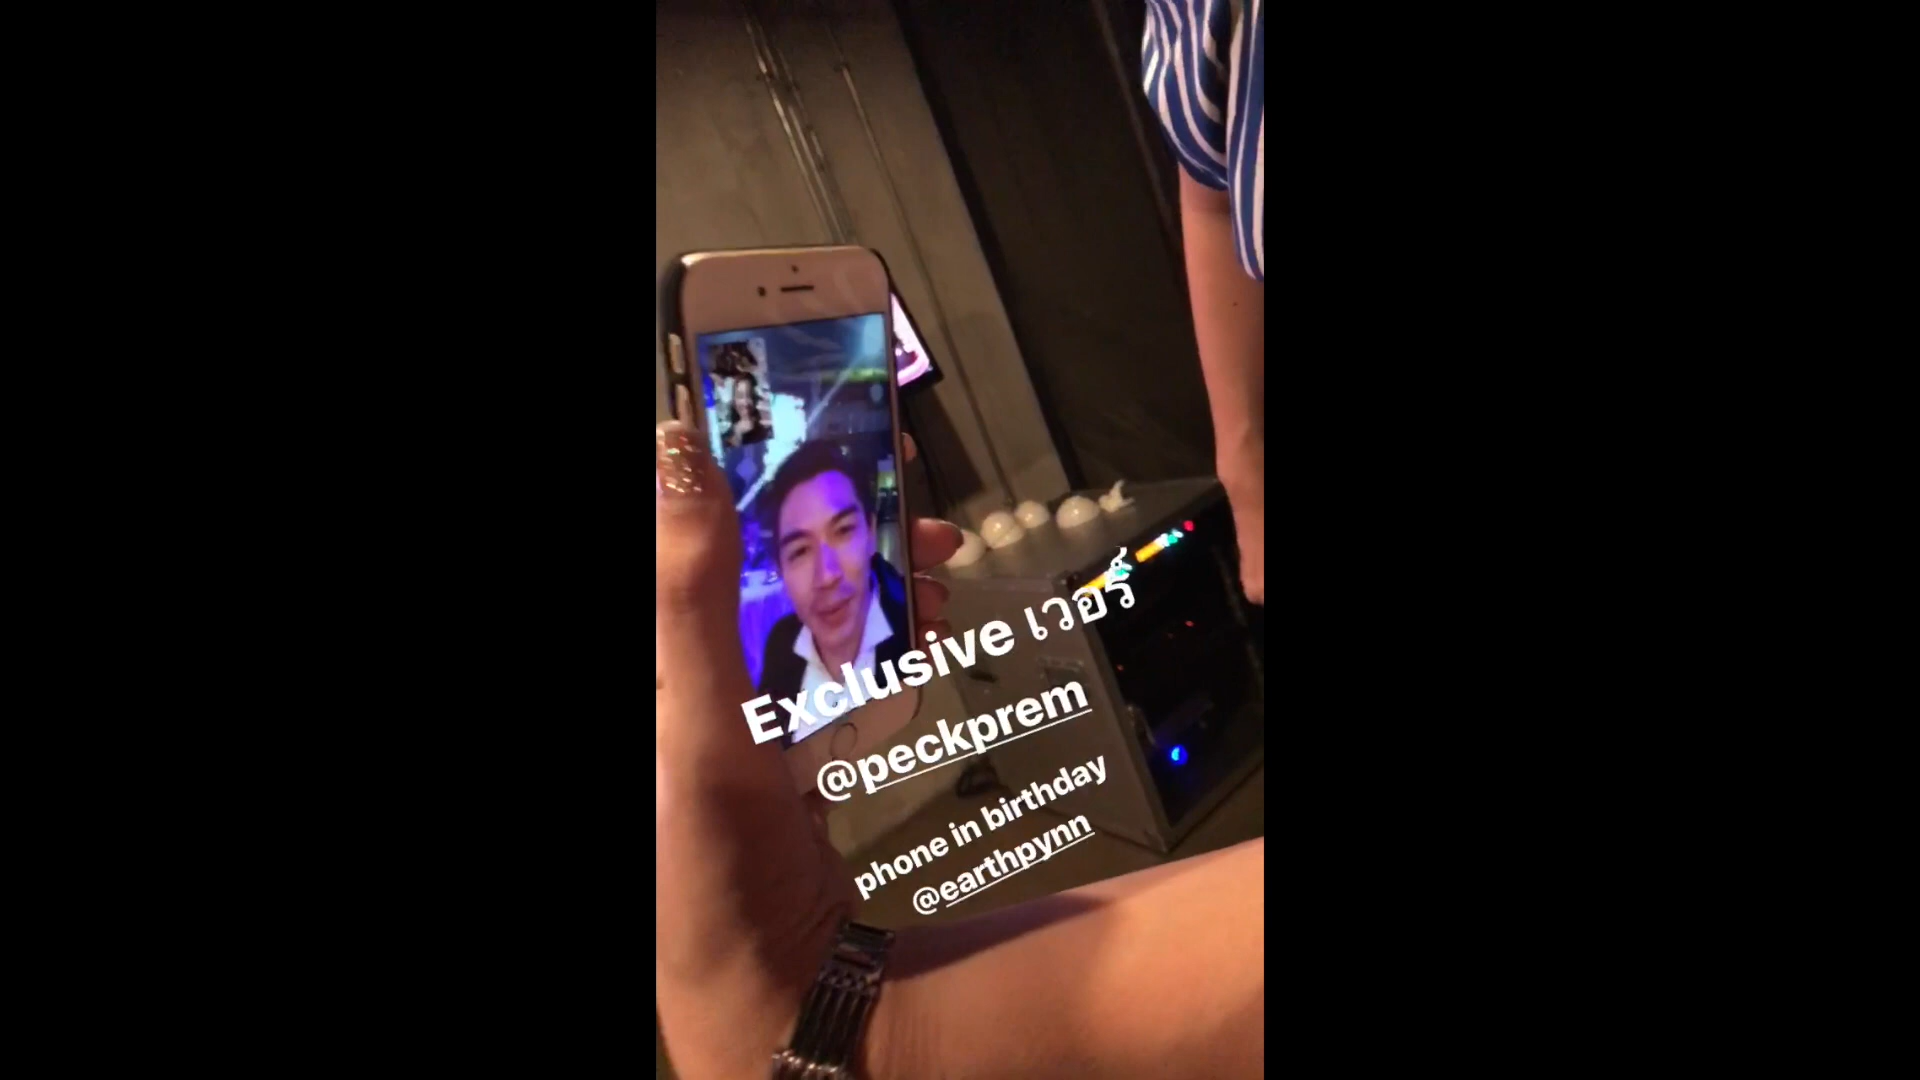 Exclusive เวอร์
@peckprem
phone in birthday
@earthpynn